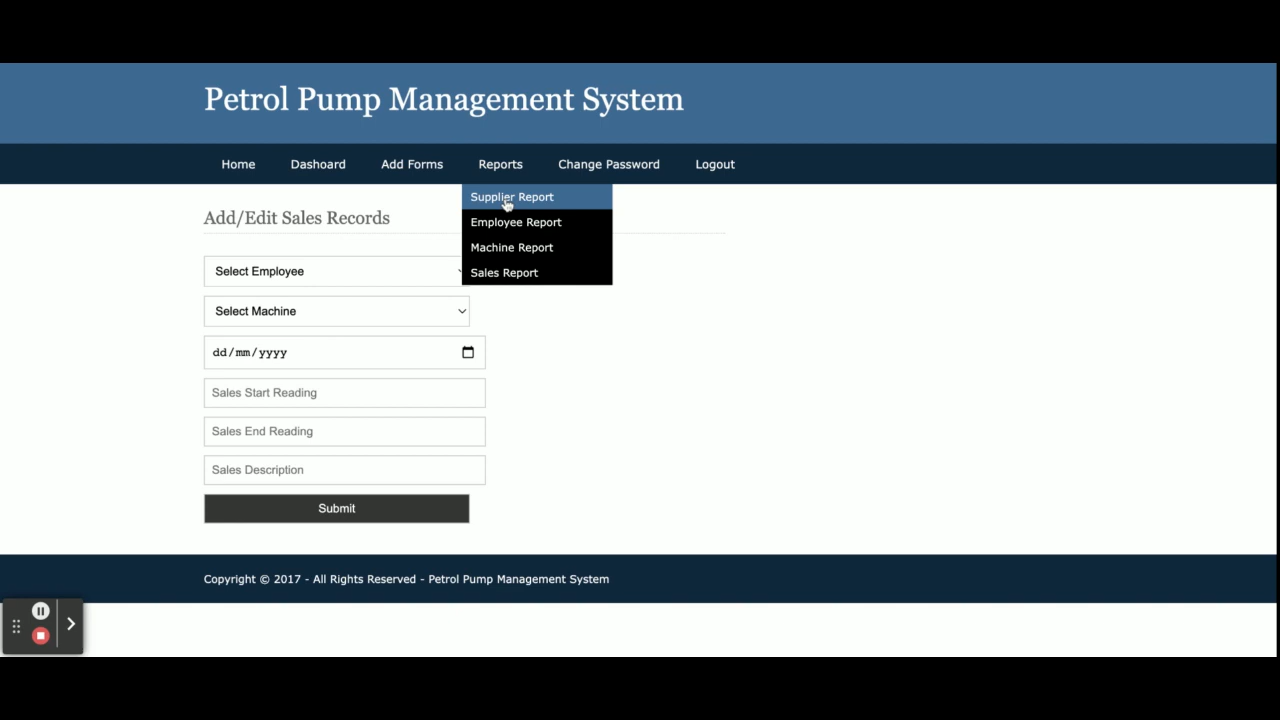 Petrol Pump Management System
Home Dashoard Add Forms Reports Change Password Logout
Supplier Report
Employee Report
Machine Report
Sales Report
Add/Edit Sales Records
Select Employee
Select Machine
dd/mm/yyyy
Sales Start Reading
Sales End Reading
Sales Description
Submit
Copyright © 2017 - All Rights Reserved - Petrol Pump Management System